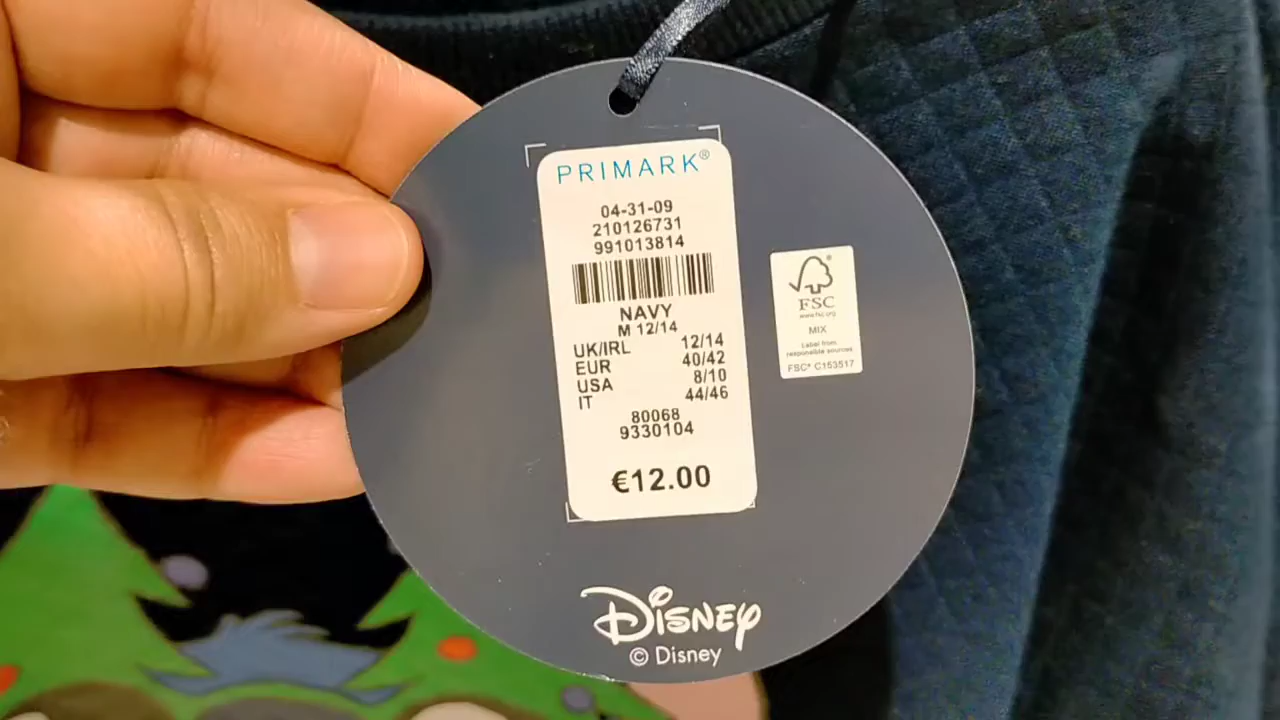 PRIMARK®
04-31-09
210126731
991013814
NAVY
M 12/14
UK/IRL 12/14
EUR 40/42
USA 8/10
IT 44/46
80068
9330104
€12.00
FSC®
www.fsc.org
MIX
Label from
responsible sources
FSC® C153517
Disney
© Disney